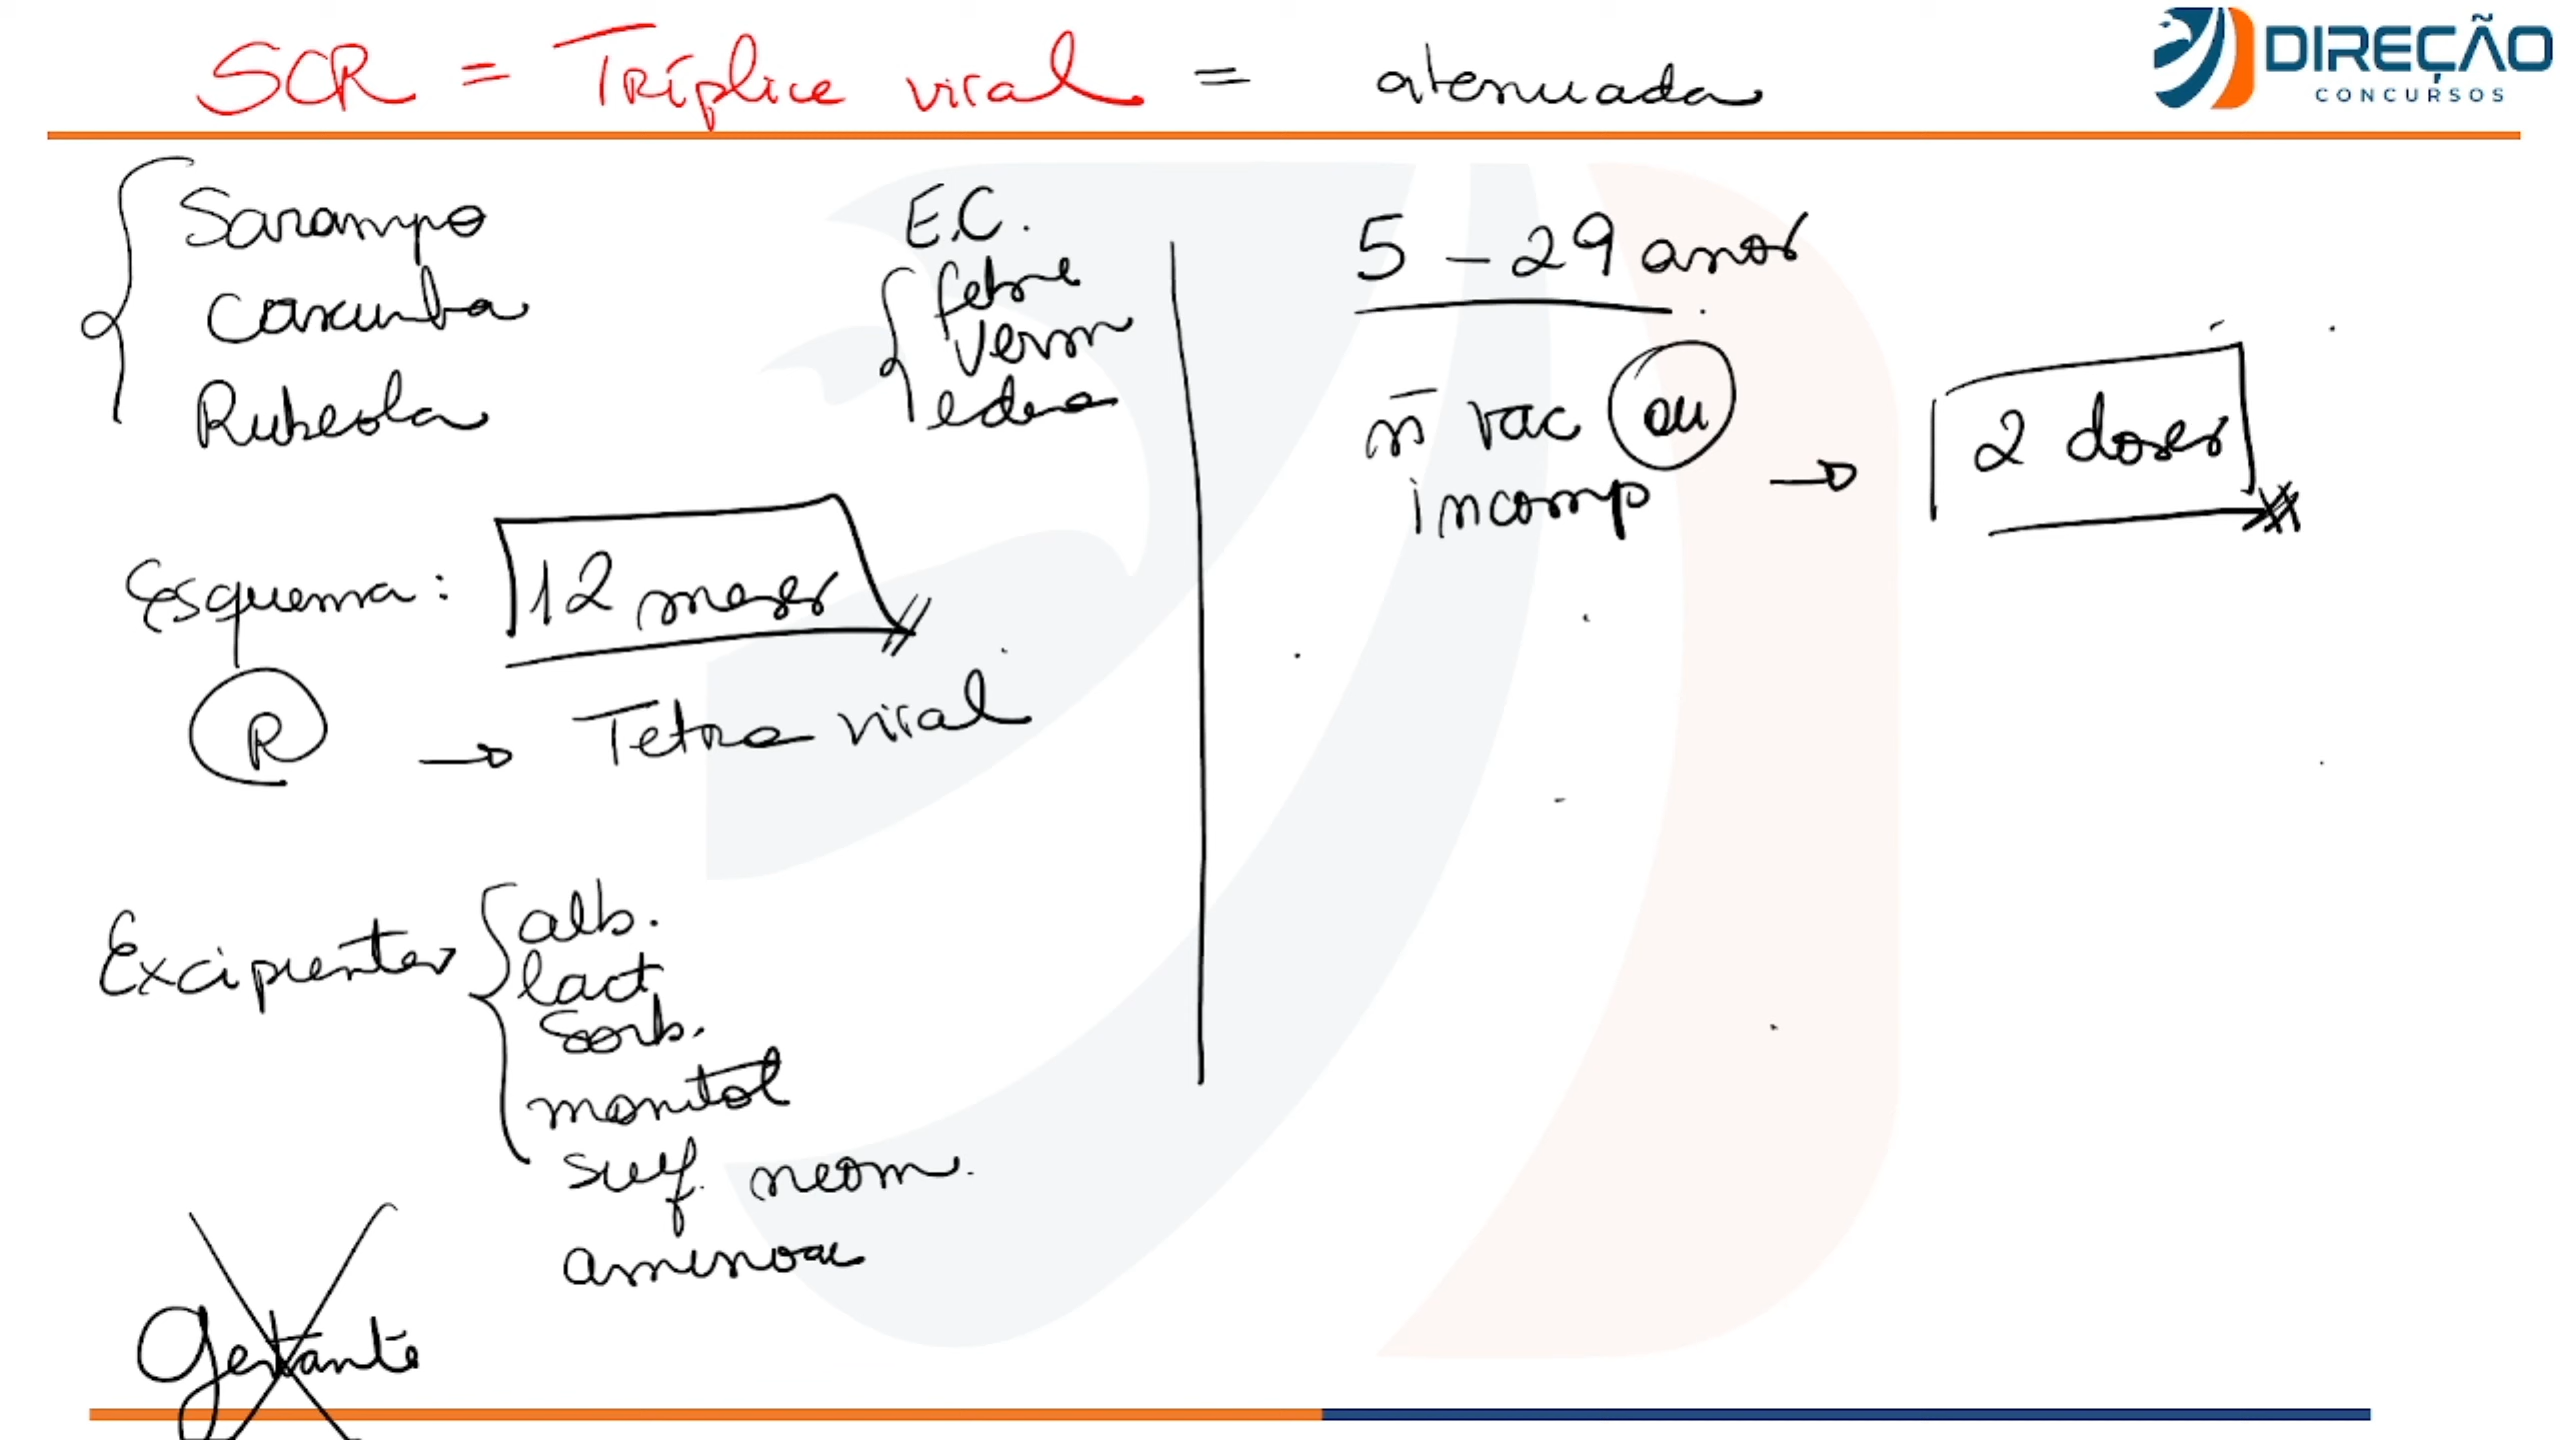 SCR = Tríplice viral = atenuada
DIREÇÃO
CONCURSOS
Sarampo
Caxumba
Rubeola
E.C.
febre
verm
edema
Esquema: 12 meses
R → Tetra viral
Excipientes
alb.
lact.
Sorb.
manitol
sulf. neom.
aminoac
Gestante
5 - 29 anos
ñ vac ou
incomp → 2 doses